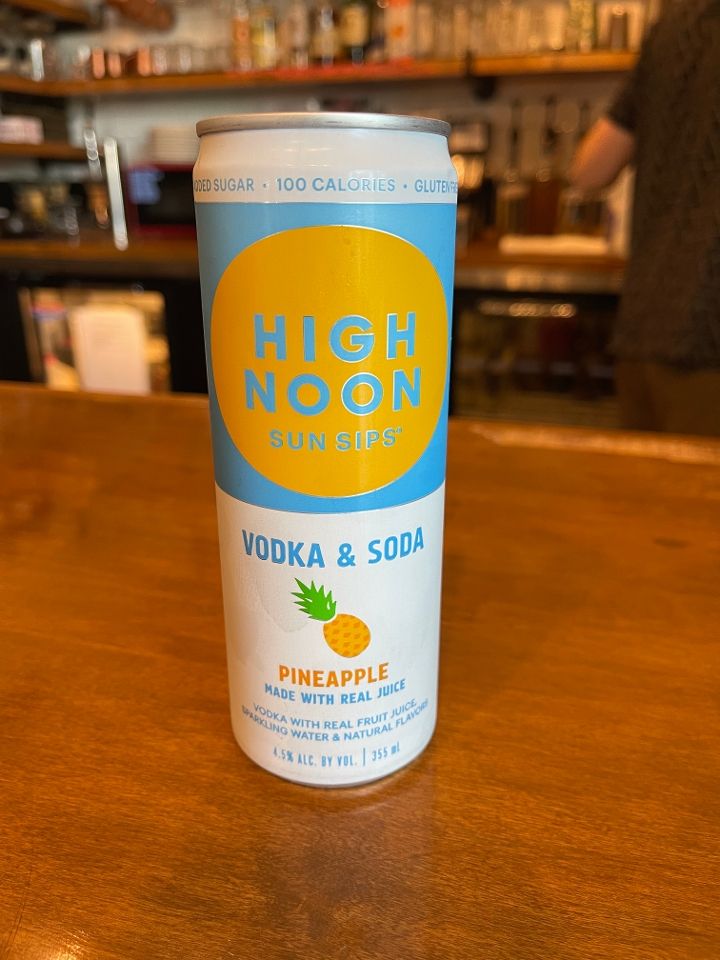 ADDED SUGAR • 100 CALORIES • GLUTEN
HIGH
NOON
SUN SIPS™
VODKA & SODA
PINEAPPLE
MADE WITH REAL JUICE
VODKA WITH REAL FRUIT JUICE,
SPARKLING WATER & NATURAL FLAVORS
4.5% ALC. BY VOL. | 355 mL